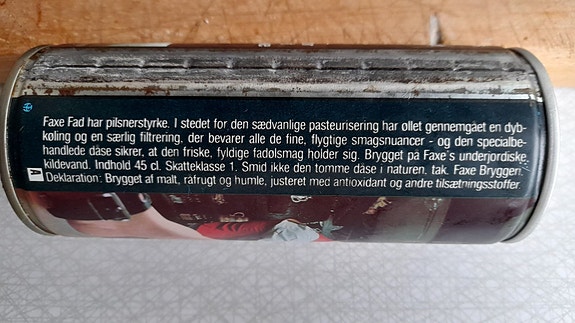 Faxe Fad har pilsnerstyrke. I stedet for den sædvanlige pasteurisering har øllet gennemgået en dyb-
køling og en særlig filtrering, der bevarer alle de fine, flygtige smagsnuancer - og den specialbe-
handlede dåse sikrer, at den friske, fyldige fadølsmag holder sig. Brygget på Faxe's underjordiske
kildevand. Indhold 45 cl. Skatteklasse 1. Smid ikke den tomme dåse i naturen, tak. Faxe Bryggeri.
A Deklaration: Brygget af malt, råfrugt og humle, justeret med antioxidant og andre tilsætningsstoffer.